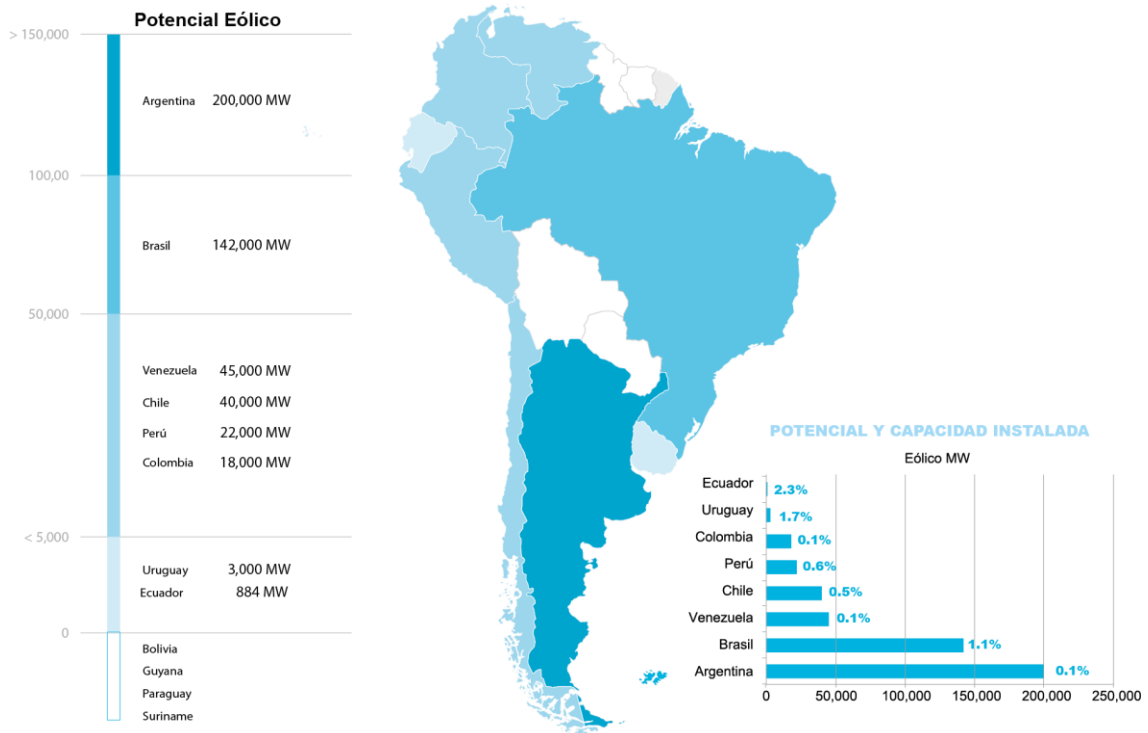 Potencial Eólico
> 150,000
Argentina 200,000 MW
100,00
Brasil 142,000 MW
50,000
Venezuela 45,000 MW
Chile 40,000 MW
Perú 22,000 MW
Colombia 18,000 MW
< 5,000
Uruguay 3,000 MW
Ecuador 884 MW
0
Bolivia
Guyana
Paraguay
Suriname
POTENCIAL Y CAPACIDAD INSTALADA
Eólico MW
Ecuador 2.3%
Uruguay 1.7%
Colombia 0.1%
Perú 0.6%
Chile 0.5%
Venezuela 0.1%
Brasil 1.1%
Argentina 0.1%
0 50,000 100,000 150,000 200,000 250,000